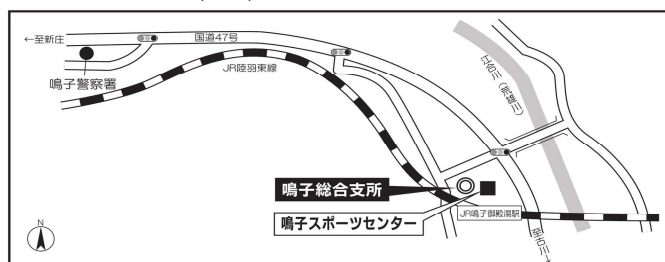 ←至新庄
国道47号
鳴子警察署
JR陸羽東線
江合川(荒雄川)
鳴子総合支所
鳴子スポーツセンター
JR鳴子御殿湯駅
至古川→
N